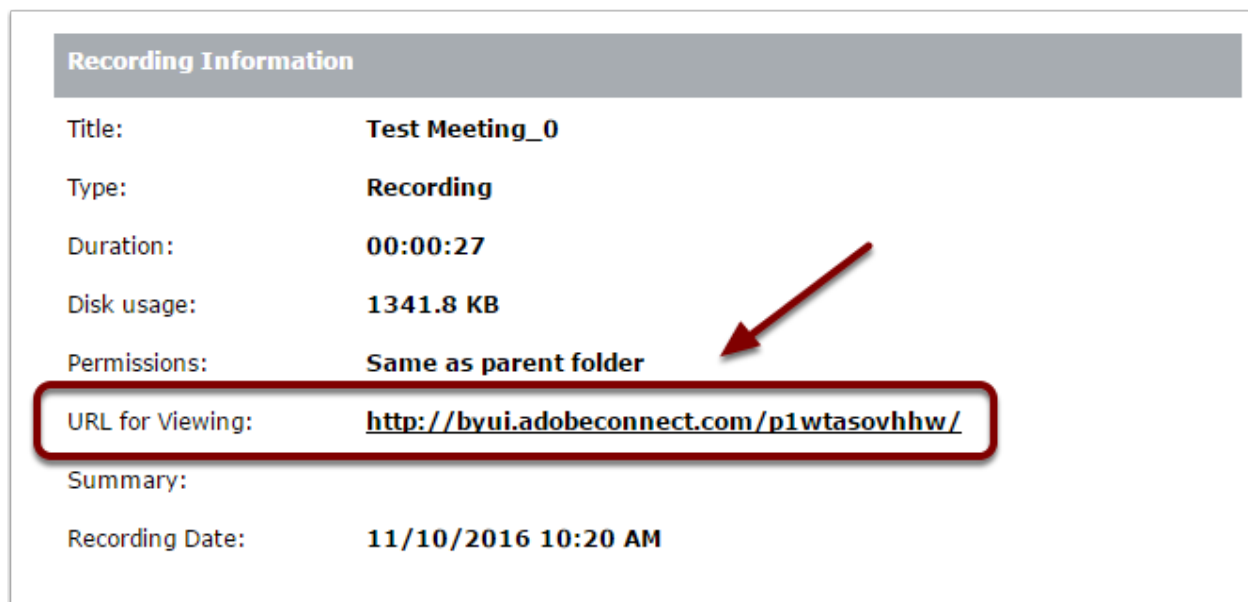 Recording Information
Title: Test Meeting_0
Type: Recording
Duration: 00:00:27
Disk usage: 1341.8 KB
Permissions: Same as parent folder
URL for Viewing: http://byui.adobeconnect.com/p1wtasovhhw/
Summary:
Recording Date: 11/10/2016 10:20 AM